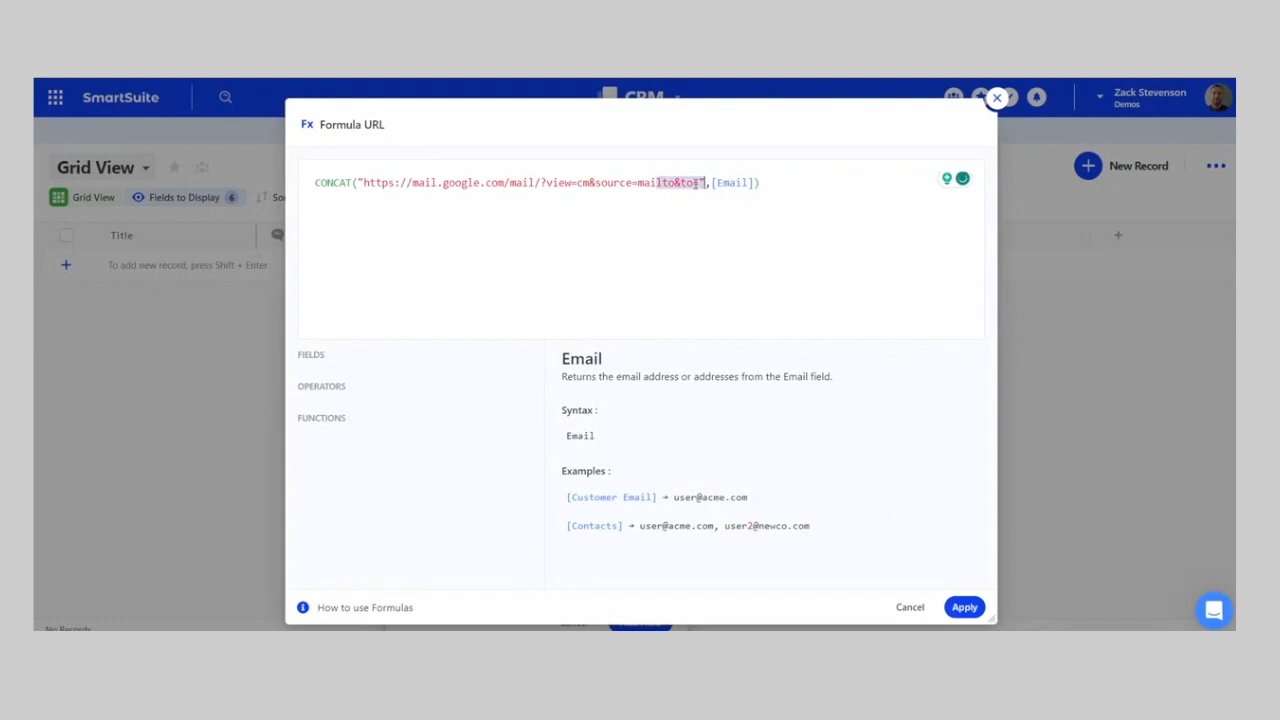 SmartSuite
CRM
Zack Stevenson
Demos
Fx Formula URL
Grid View
New Record
CONCAT("https://mail.google.com/mail/?view=cm&source=mailto&to=",[Email])
Grid View
Fields to Display 6
Title
To add new record, press Shift + Enter
FIELDS
OPERATORS
FUNCTIONS
Email
Returns the email address or addresses from the Email field.
Syntax :
Email
Examples :
[Customer Email] → user@acme.com
[Contacts] → user@acme.com, user2@newco.com
How to use Formulas
Cancel
Apply
No Records